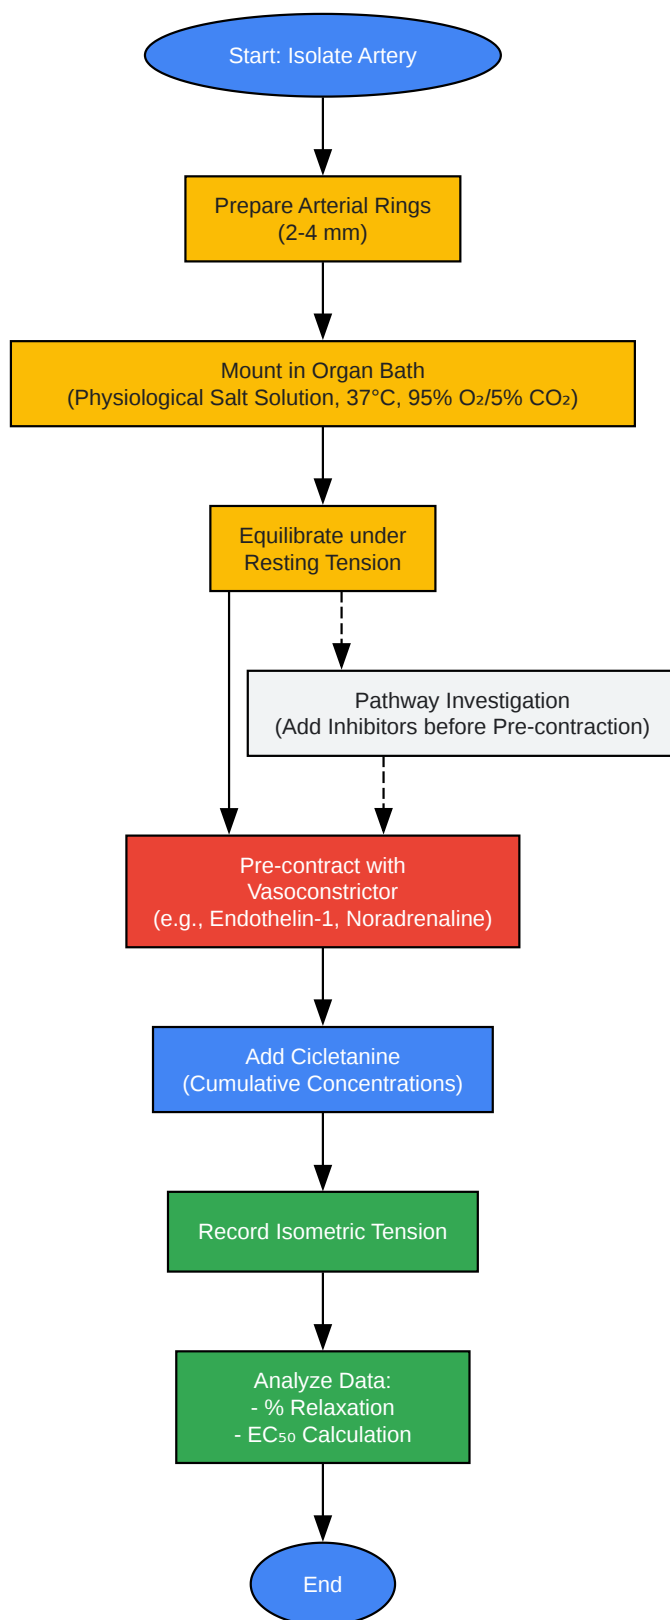 Start: Isolate Artery
Prepare Arterial Rings
(2-4 mm)
Mount in Organ Bath
(Physiological Salt Solution, 37°C, 95% O₂/5% CO₂)
Equilibrate under
Resting Tension
Pathway Investigation
(Add Inhibitors before Pre-contraction)
Pre-contract with
Vasoconstrictor
(e.g., Endothelin-1, Noradrenaline)
Add Cicletanine
(Cumulative Concentrations)
Record Isometric Tension
Analyze Data:
- % Relaxation
- EC₅₀ Calculation
End